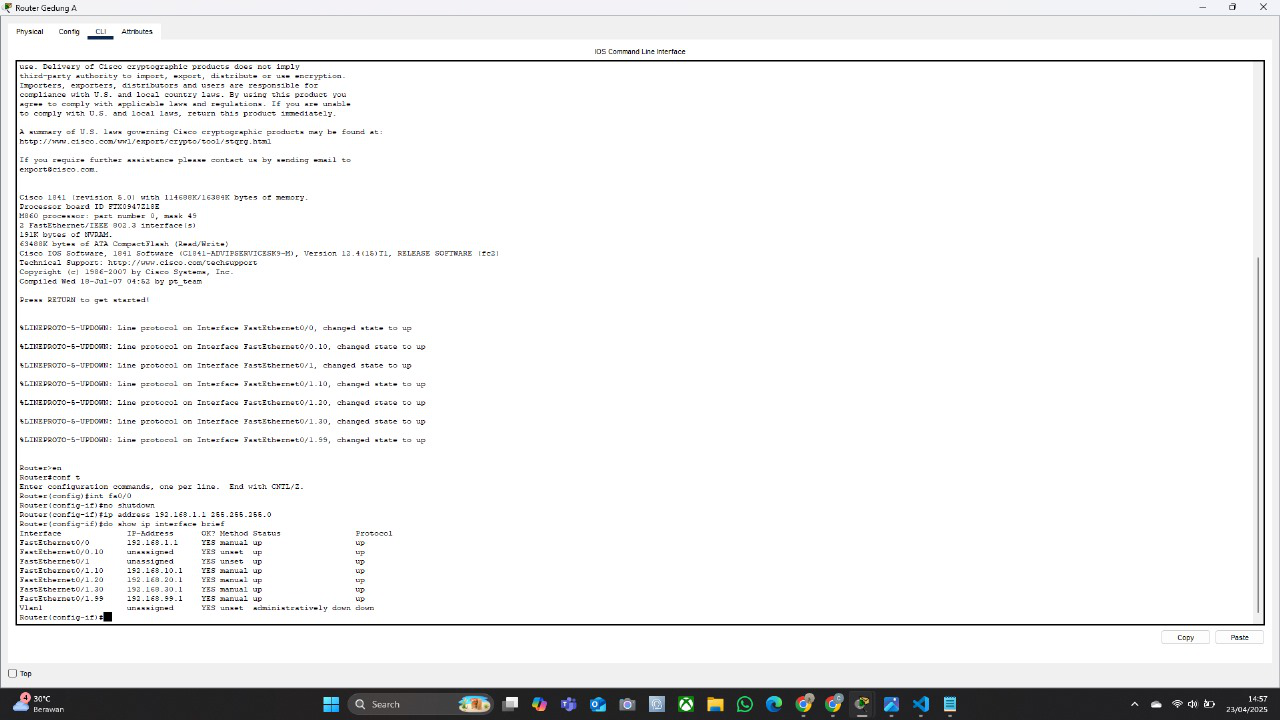 Router Gedung A
Physical Config CLI Attributes
IOS Command Line Interface
use. Delivery of Cisco cryptographic products does not imply
third-party authority to import, export, distribute or use encryption.
Importers, exporters, distributors and users are responsible for
compliance with U.S. and local country laws. By using this product you
agree to comply with applicable laws and regulations. If you are unable
to comply with U.S. and local laws, return this product immediately.
A summary of U.S. laws governing Cisco cryptographic products may be found at:
http://www.cisco.com/wwl/export/crypto/tool/stqrg.html
If you require further assistance please contact us by sending email to
export@cisco.com.
Cisco 1841 (revision 5.0) with 114688K/16384K bytes of memory.
Processor board ID FTX0947Z18E
M860 processor: part number 0, mask 49
2 FastEthernet/IEEE 802.3 interface(s)
191K bytes of NVRAM.
63488K bytes of ATA CompactFlash (Read/Write)
Cisco IOS Software, 1841 Software (C1841-ADVIPSERVICESK9-M), Version 12.4(15)T1, RELEASE SOFTWARE (fc2)
Technical Support: http://www.cisco.com/techsupport
Copyright (c) 1986-2007 by Cisco Systems, Inc.
Compiled Wed 18-Jul-07 04:52 by pt_team
Press RETURN to get started!
%LINEPROTO-5-UPDOWN: Line protocol on Interface FastEthernet0/0, changed state to up
%LINEPROTO-5-UPDOWN: Line protocol on Interface FastEthernet0/0.10, changed state to up
%LINEPROTO-5-UPDOWN: Line protocol on Interface FastEthernet0/1, changed state to up
%LINEPROTO-5-UPDOWN: Line protocol on Interface FastEthernet0/1.10, changed state to up
%LINEPROTO-5-UPDOWN: Line protocol on Interface FastEthernet0/1.20, changed state to up
%LINEPROTO-5-UPDOWN: Line protocol on Interface FastEthernet0/1.30, changed state to up
%LINEPROTO-5-UPDOWN: Line protocol on Interface FastEthernet0/1.99, changed state to up
Router>en
Router#conf t
Enter configuration commands, one per line. End with CNTL/Z.
Router(config)#int fa0/0
Router(config-if)#no shutdown
Router(config-if)#ip address 192.168.1.1 255.255.255.0
Router(config-if)#do show ip interface brief
Interface IP-Address OK? Method Status Protocol
FastEthernet0/0 192.168.1.1 YES manual up up
FastEthernet0/0.10 unassigned YES unset up up
FastEthernet0/1 unassigned YES unset up up
FastEthernet0/1.10 192.168.10.1 YES manual up up
FastEthernet0/1.20 192.168.20.1 YES manual up up
FastEthernet0/1.30 192.168.30.1 YES manual up up
FastEthernet0/1.99 192.168.99.1 YES manual up up
Vlan1 unassigned YES unset administratively down down
Router(config-if)#
Copy Paste
Top
4 30°C
Berawan
Search
14:57
23/04/2025